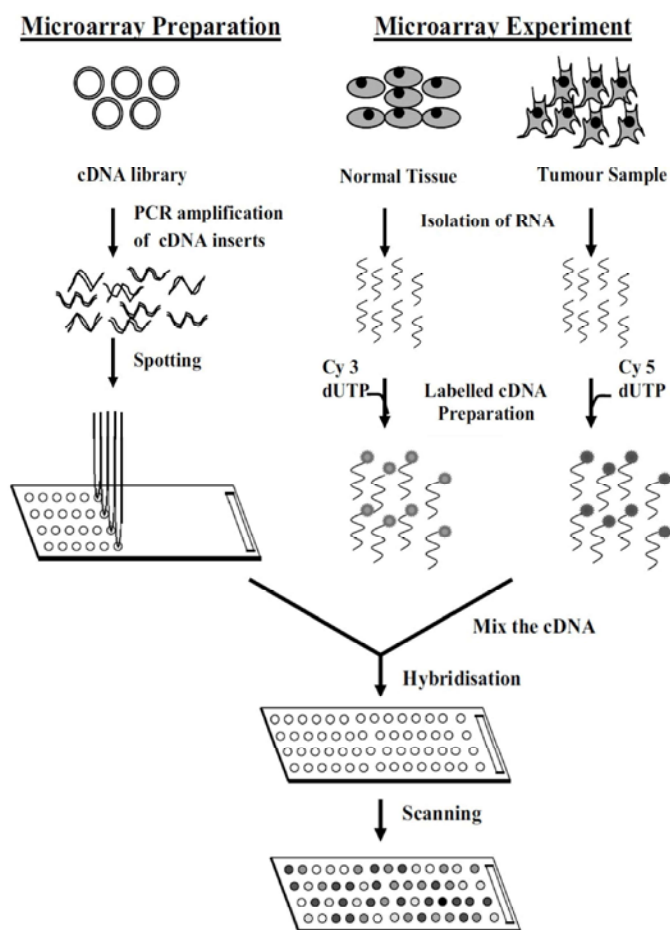 Microarray Preparation
Microarray Experiment
cDNA library
Normal Tissue
Tumour Sample
PCR amplification
of cDNA inserts
Isolation of RNA
Spotting
Cy 3
dUTP
Labelled cDNA
Preparation
Cy 5
dUTP
Mix the cDNA
Hybridisation
Scanning